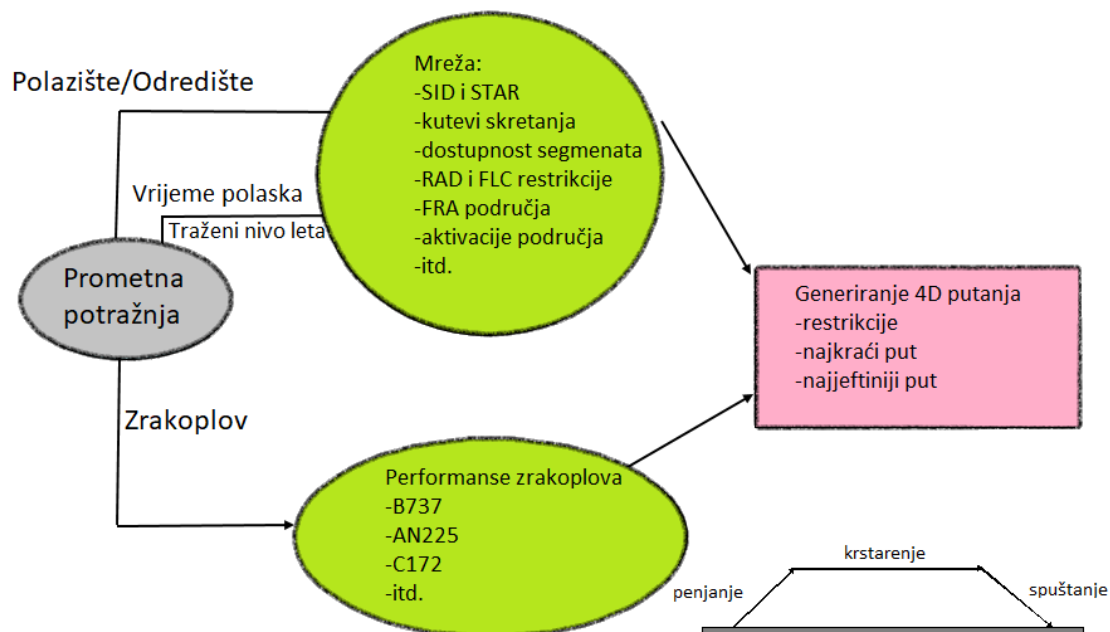 Polazište/Odredište
Vrijeme polaska
Traženi nivo leta
Prometna
potražnja
Zrakoplov
Mreža:
-SID i STAR
-kutevi skretanja
-dostupnost segmenata
-RAD i FLC restrikcije
-FRA područja
-aktivacije područja
-itd.
Performanse zrakoplova
-B737
-AN225
-C172
-itd.
Generiranje 4D putanja
-restrikcije
-najkraći put
-najjeftiniji put
penjanje
krstarenje
spuštanje